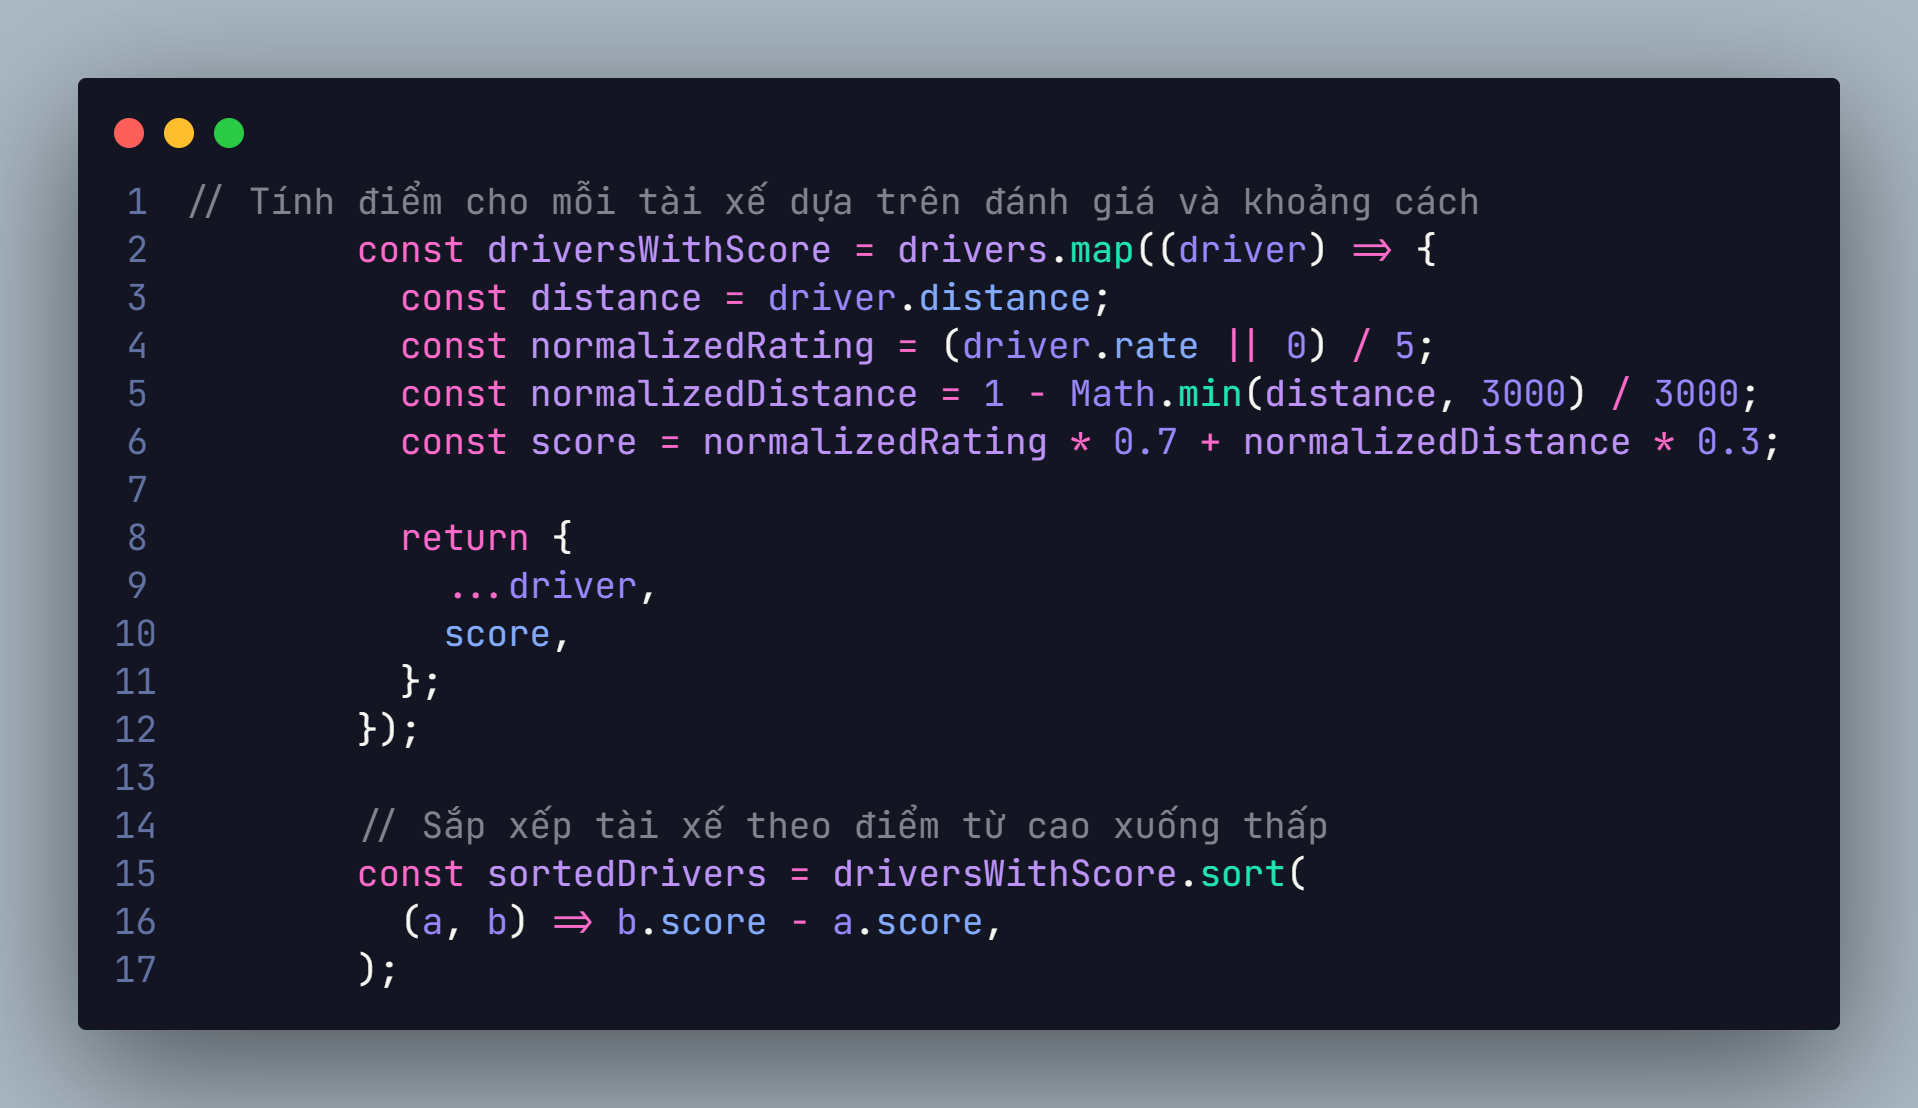 1 // Tính điểm cho mỗi tài xế dựa trên đánh giá và khoảng cách
2 const driversWithScore = drivers.map((driver) => {
3 const distance = driver.distance;
4 const normalizedRating = (driver.rate || 0) / 5;
5 const normalizedDistance = 1 - Math.min(distance, 3000) / 3000;
6 const score = normalizedRating * 0.7 + normalizedDistance * 0.3;
7
8 return {
9 ...driver,
10 score,
11 };
12 });
13
14 // Sắp xếp tài xế theo điểm từ cao xuống thấp
15 const sortedDrivers = driversWithScore.sort(
16 (a, b) => b.score - a.score,
17 );